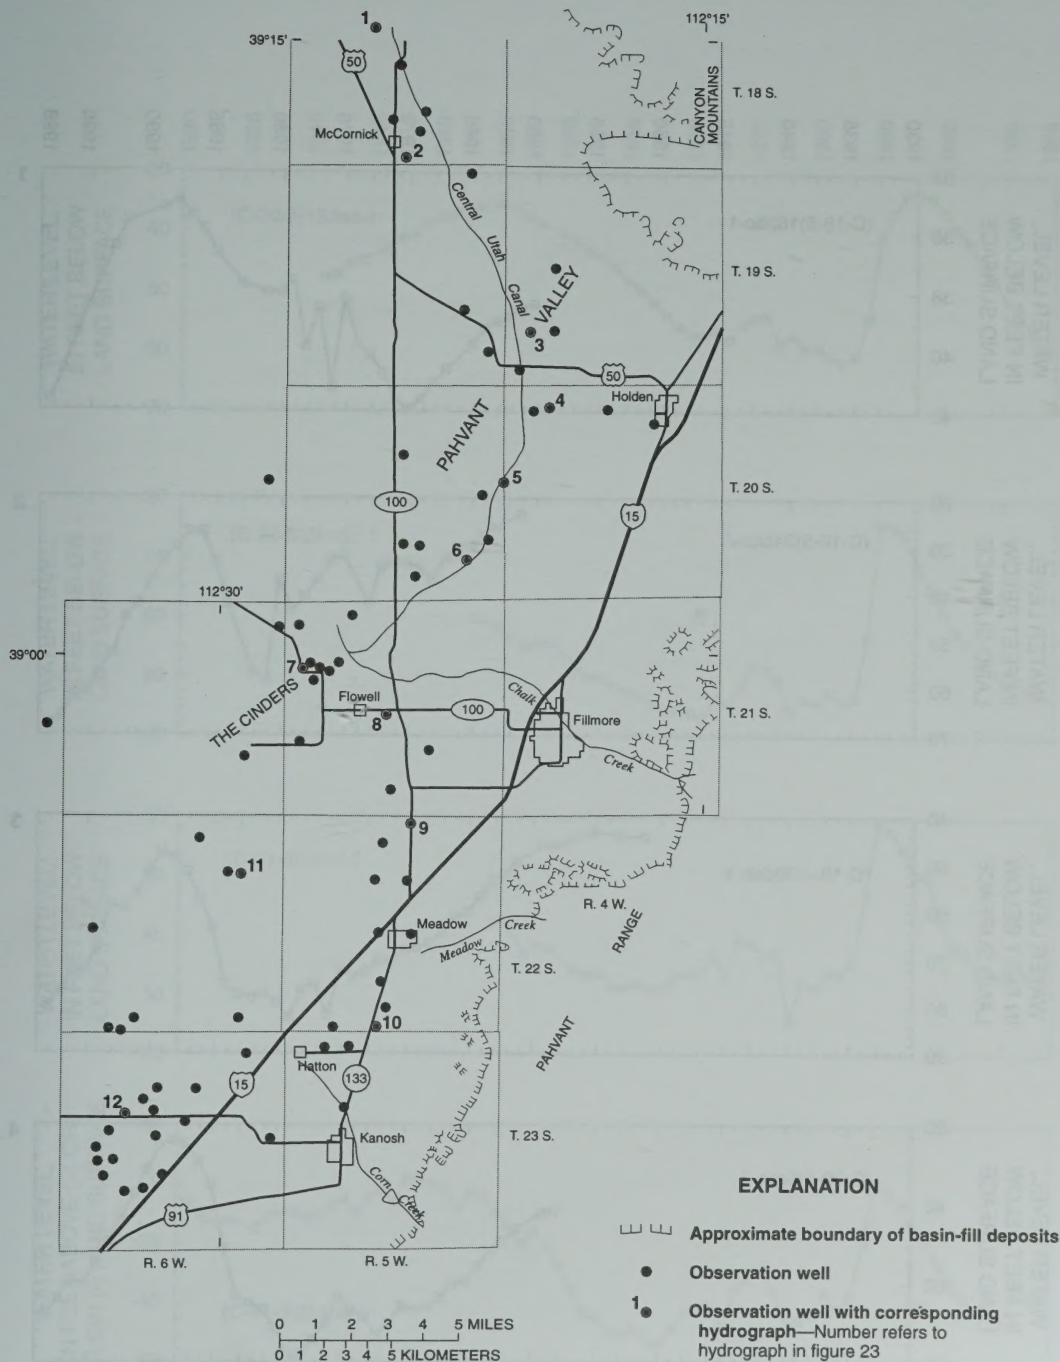 1
112°15'
39°15'
50
CANYON
MOUNTAINS
T. 18 S.
McCornick
2
Central
Utah
Canal
T. 19 S.
VALLEY
3
50
Holden
4
PAHVANT
5
100
T. 20 S.
15
6
112°30'
39°00'
7
THE CINDERS
Flowell
8
100
Chalk
Fillmore
Creek
T. 21 S.
9
11
R. 4 W.
RANGE
Meadow
Creek
Meadow
T. 22 S.
10
PAHVANT
Hatton
133
15
12
Kanosh
T. 23 S.
Corn
Creek
91
R. 6 W.
R. 5 W.
EXPLANATION
Approximate boundary of basin-fill deposits
Observation well
1
Observation well with corresponding
hydrograph—Number refers to
hydrograph in figure 23
0 1 2 3 4 5 MILES
0 1 2 3 4 5 KILOMETERS